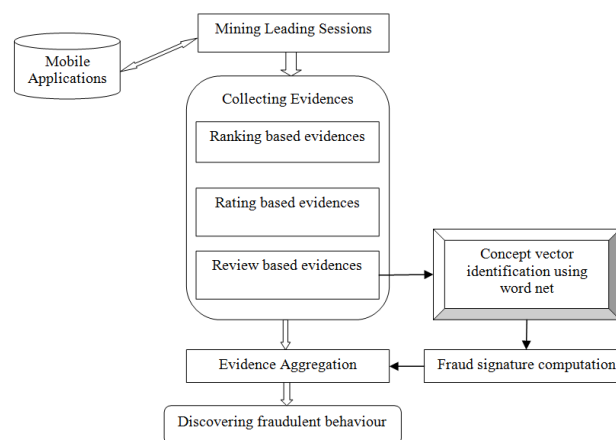 Mining Leading Sessions
Mobile
Applications
Collecting Evidences
Ranking based evidences
Rating based evidences
Review based evidences
Concept vector
identification using
word net
Evidence Aggregation
Fraud signature computation
Discovering fraudulent behaviour